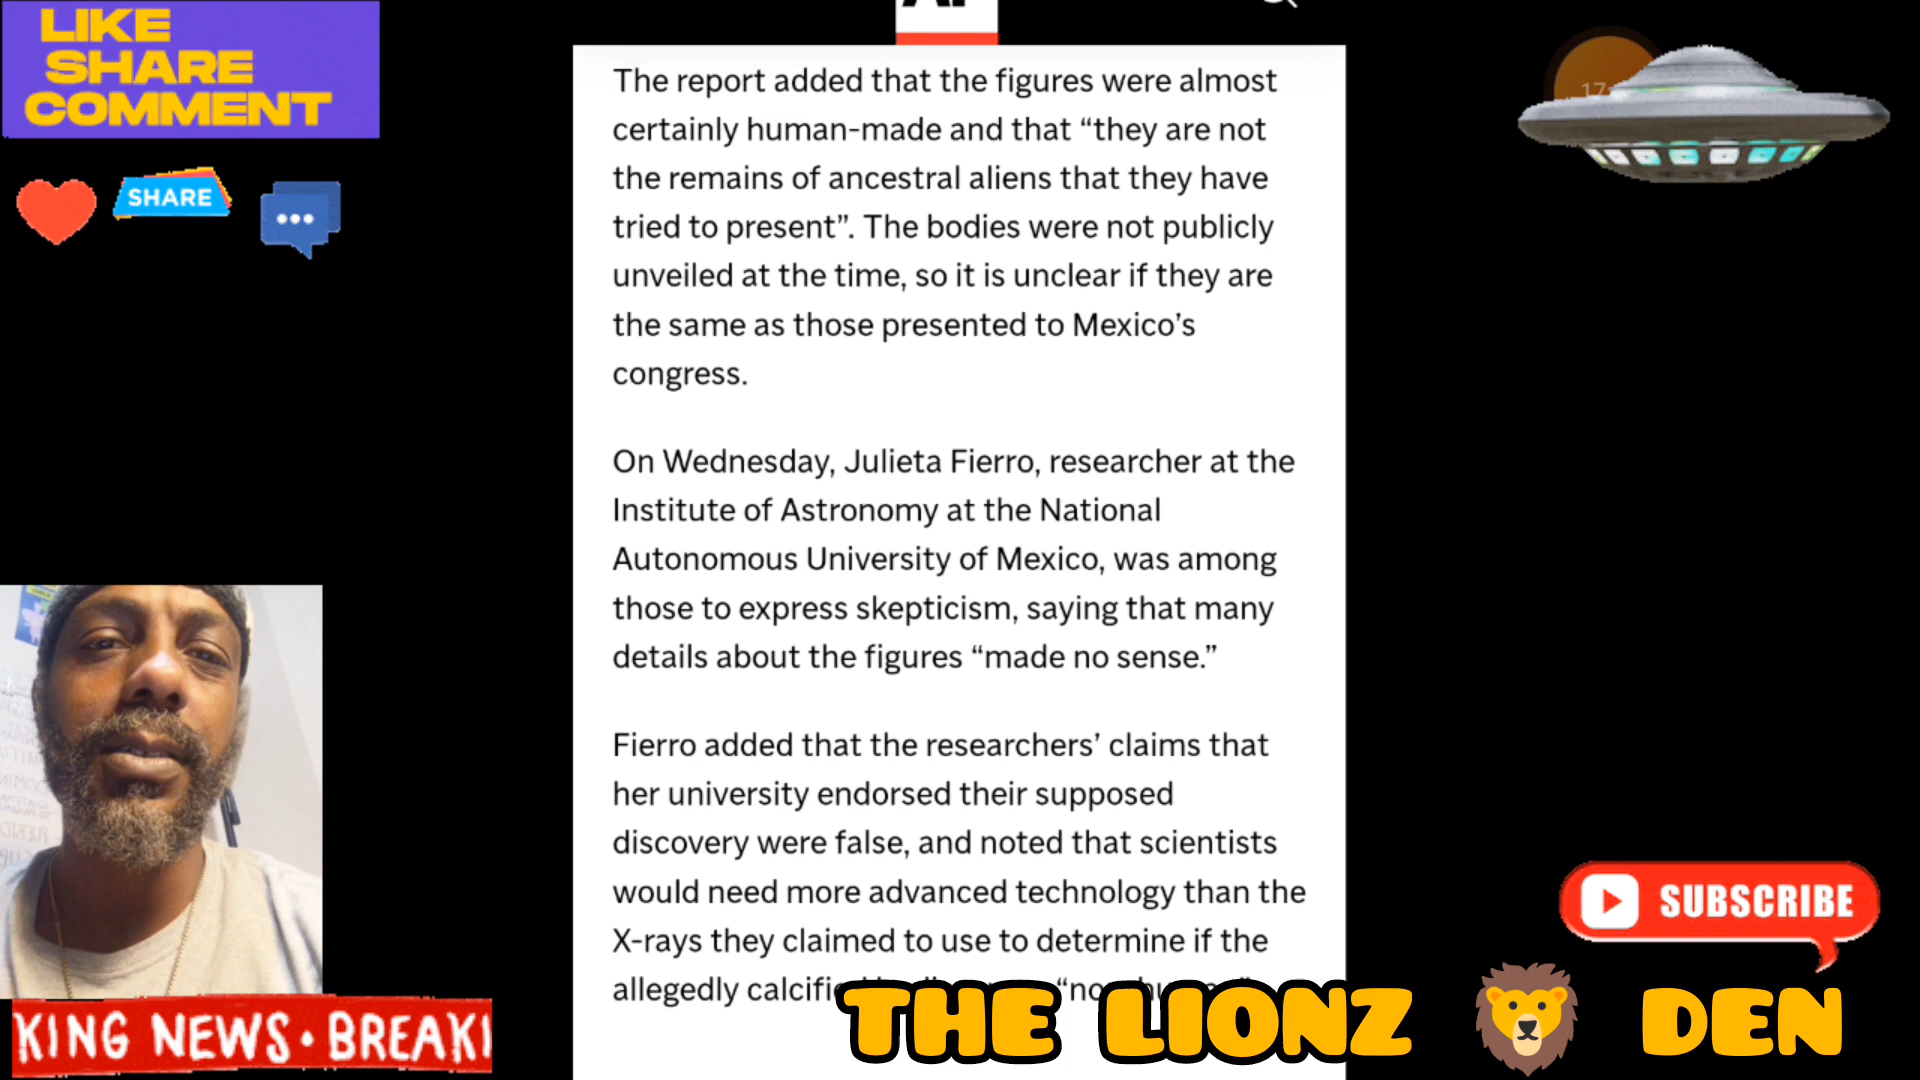 LIKE
SHARE
COMMENT
SHARE
The report added that the figures were almost
certainly human-made and that “they are not
the remains of ancestral aliens that they have
tried to present”. The bodies were not publicly
unveiled at the time, so it is unclear if they are
the same as those presented to Mexico’s
congress.
On Wednesday, Julieta Fierro, researcher at the
Institute of Astronomy at the National
Autonomous University of Mexico, was among
those to express skepticism, saying that many
details about the figures “made no sense.”
Fierro added that the researchers’ claims that
her university endorsed their supposed
discovery were false, and noted that scientists
would need more advanced technology than the
X-rays they claimed to use to determine if the
allegedly
SUBSCRIBE
KING NEWS • BREAKI
THE LIONZ DEN